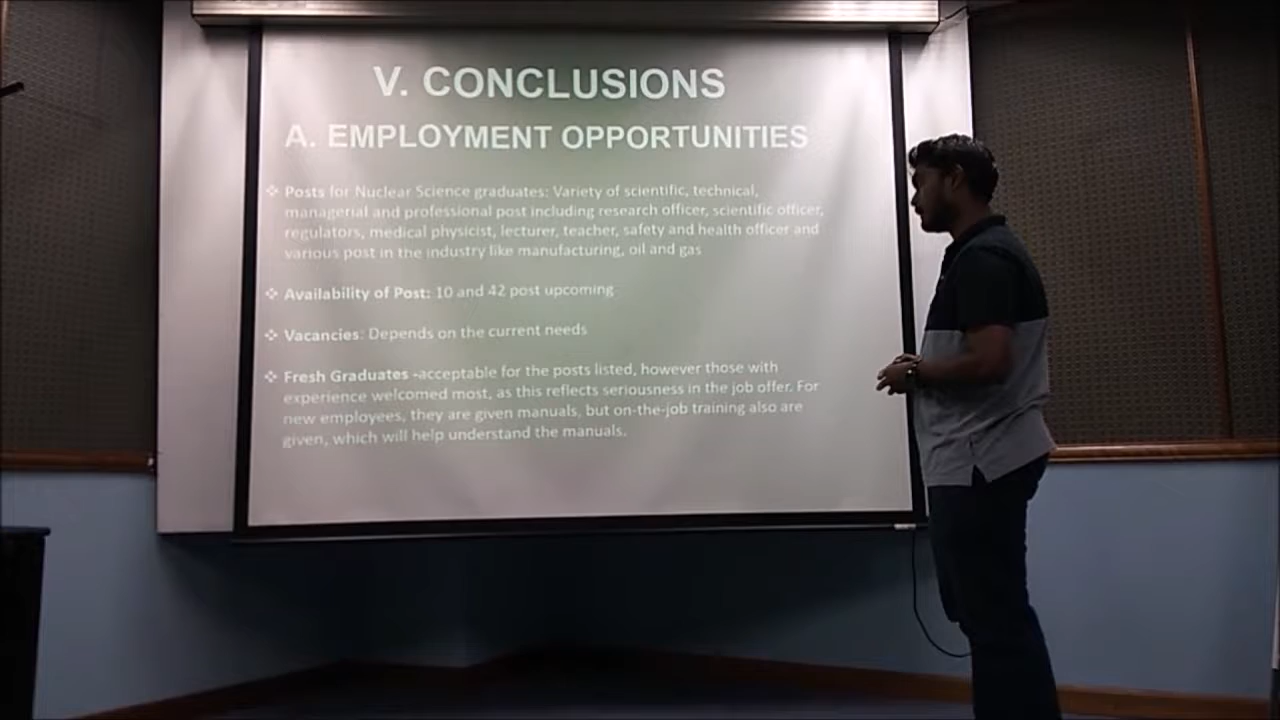 V. CONCLUSIONS
A. EMPLOYMENT OPPORTUNITIES
❖ Posts for Nuclear Science graduates: Variety of scientific, technical,
managerial and professional post including research officer, scientific officer,
regulators, medical physicist, lecturer, teacher, safety and health officer and
various post in the industry like manufacturing, oil and gas
❖ Availability of Post: 10 and 42 post upcoming
❖ Vacancies: Depends on the current needs
❖ Fresh Graduates -acceptable for the posts listed, however those with
experience welcomed most, as this reflects seriousness in the job offer. For
new employees, they are given manuals, but on-the-job training also are
given, which will help understand the manuals.